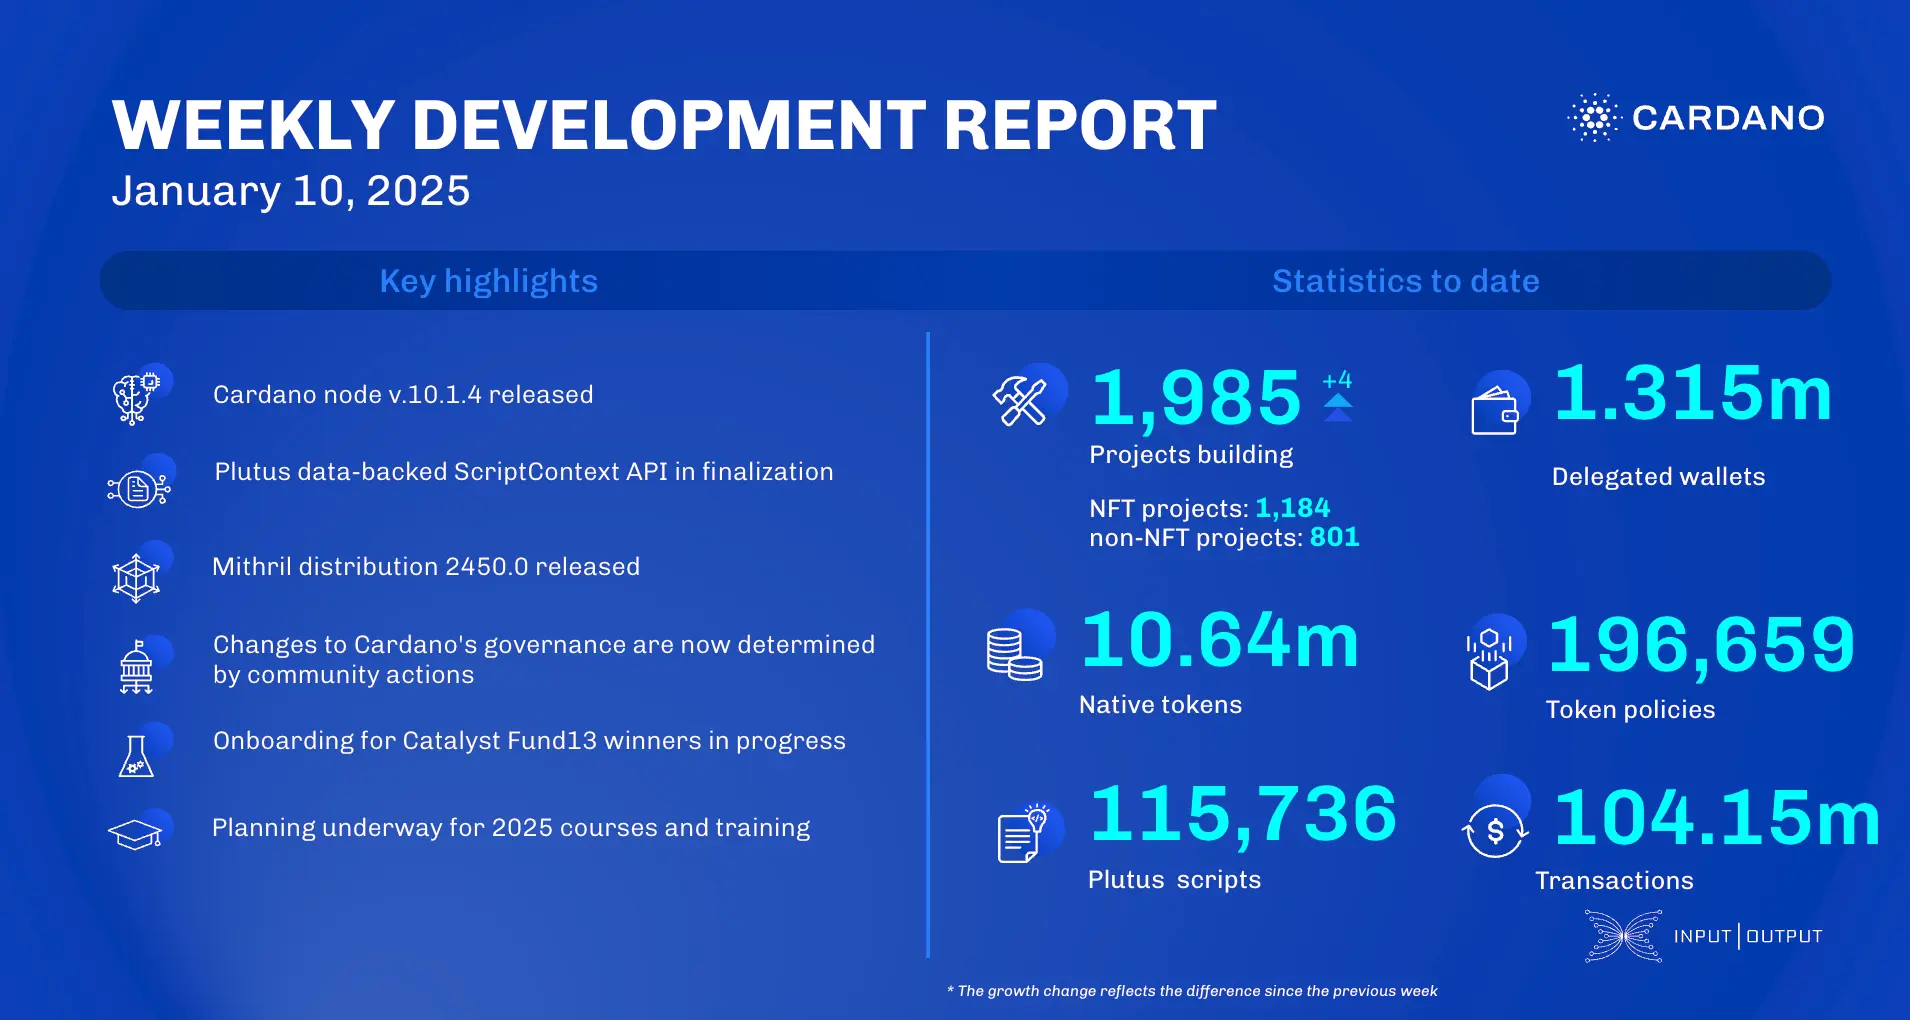 WEEKLY DEVELOPMENT REPORT
January 10, 2025
CARDANO
Key highlights
Statistics to date
Cardano node v.10.1.4 released
Plutus data-backed ScriptContext API in finalization
Mithril distribution 2450.0 released
Changes to Cardano's governance are now determined
by community actions
Onboarding for Catalyst Fund13 winners in progress
Planning underway for 2025 courses and training
1,985 +4
Projects building
NFT projects: 1,184
non-NFT projects: 801
1.315m
Delegated wallets
10.64m
Native tokens
196,659
Token policies
115,736
Plutus scripts
$
104.15m
Transactions
INPUT|OUTPUT
* The growth change reflects the difference since the previous week